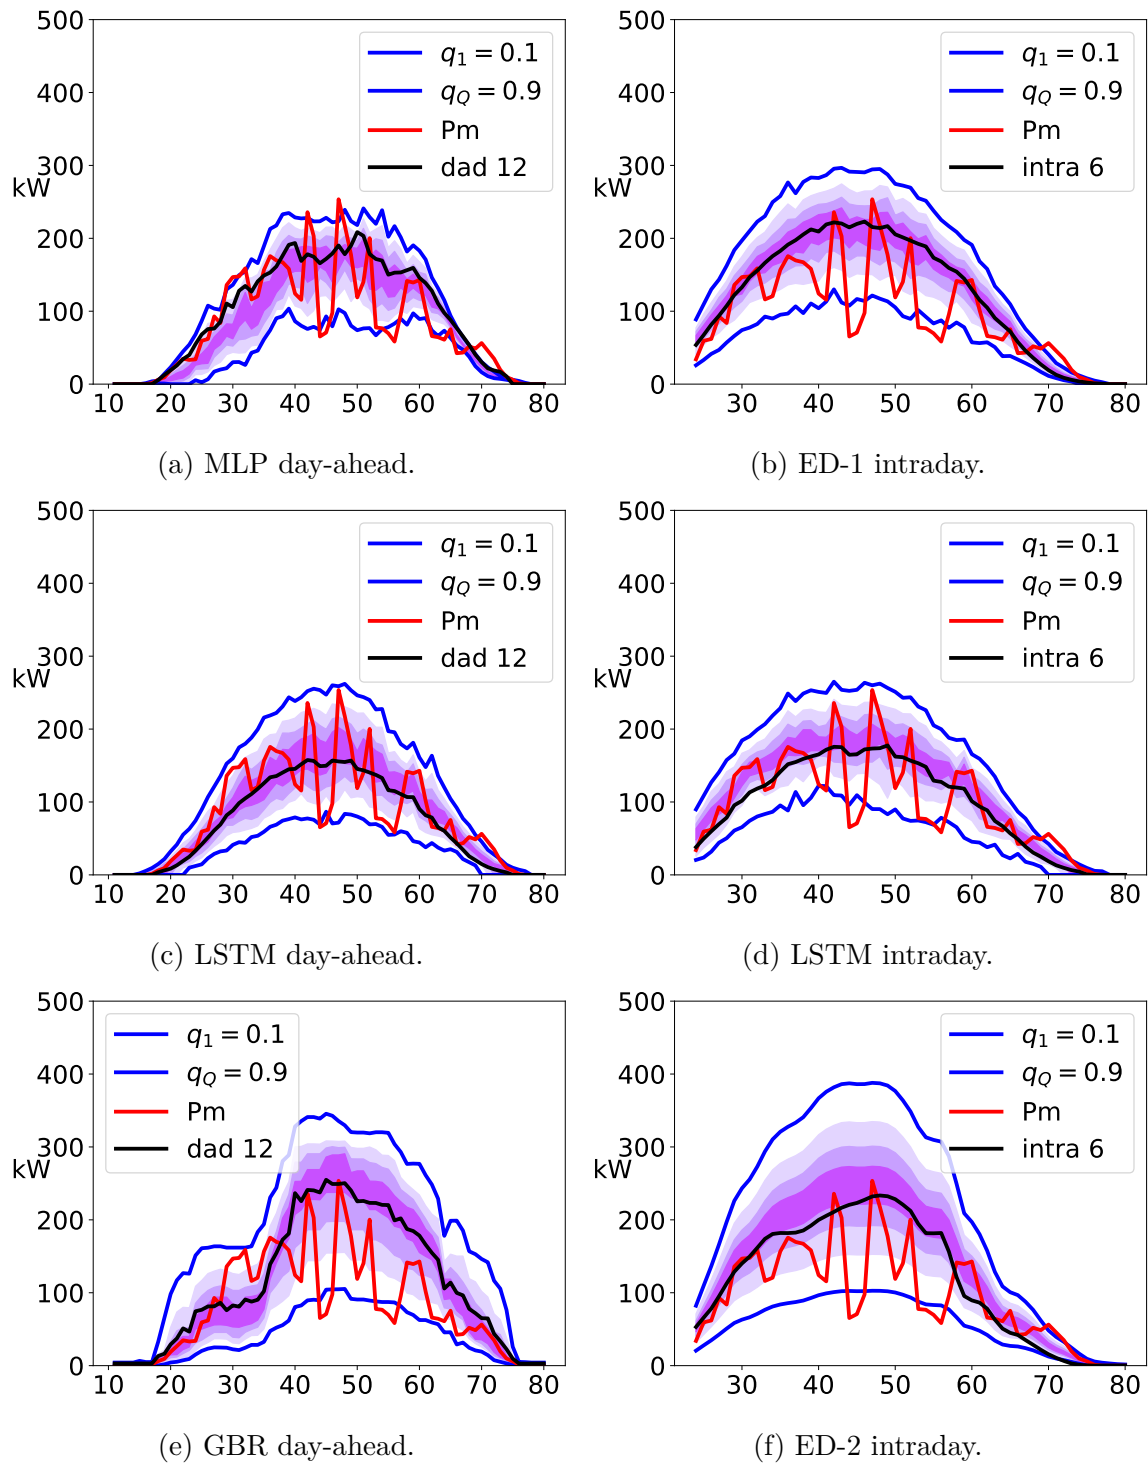 500
400
300
kW
200
100
0
10 20 30 40 50 60 70 80
q₁ = 0.1
q_Q = 0.9
Pm
dad 12
(a) MLP day-ahead.
500
400
300
kW
200
100
0
30 40 50 60 70 80
q₁ = 0.1
q_Q = 0.9
Pm
intra 6
(b) ED-1 intraday.
500
400
300
kW
200
100
0
10 20 30 40 50 60 70 80
q₁ = 0.1
q_Q = 0.9
Pm
dad 12
(c) LSTM day-ahead.
500
400
300
kW
200
100
0
30 40 50 60 70 80
q₁ = 0.1
q_Q = 0.9
Pm
intra 6
(d) LSTM intraday.
500
400
300
kW
200
100
0
10 20 30 40 50 60 70 80
q₁ = 0.1
q_Q = 0.9
Pm
dad 12
(e) GBR day-ahead.
500
400
300
kW
200
100
0
30 40 50 60 70 80
q₁ = 0.1
q_Q = 0.9
Pm
intra 6
(f) ED-2 intraday.